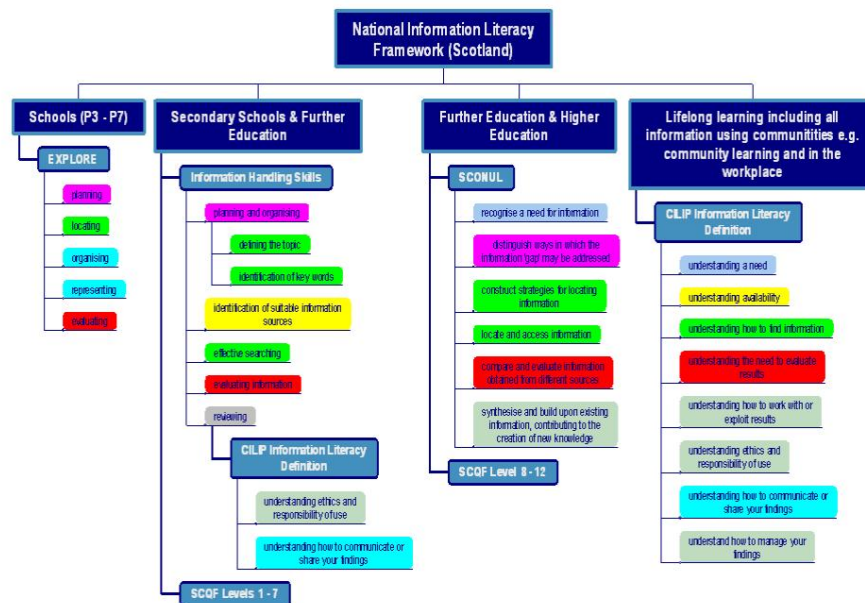 National Information Literacy
Framework (Scotland)
Schools (P3 - P7)
EXPLORE
planning
locating
organising
representing
evaluating
Secondary Schools & Further
Education
Information Handling Skills
planning and organising
defining the topic
identification of key words
identification of suitable information
sources
effective searching
evaluating information
reviewing
CILIP Information Literacy
Definition
understanding ethics and
responsibility of use
understanding how to communicate or
share your findings
SCQF Levels 1 - 7
Further Education & Higher
Education
SCONUL
recognise a need for information
distinguish ways in which the
information 'gap' may be addressed
construct strategies for locating
information
locate and access information
compare and evaluate information
obtained from different sources
synthesise and build upon existing
information, contributing to the
creation of new knowledge
SCQF Level 8 - 12
Lifelong learning including all
information using communitities e.g.
community learning and in the
workplace
CILIP Information Literacy
Definition
understanding a need
understanding availability
understanding how to find information
understanding the need to evaluate
results
understanding how to work with or
exploit results
understanding ethics and
responsibility of use
understanding how to communicate or
share your findings
understand how to manage your
findings